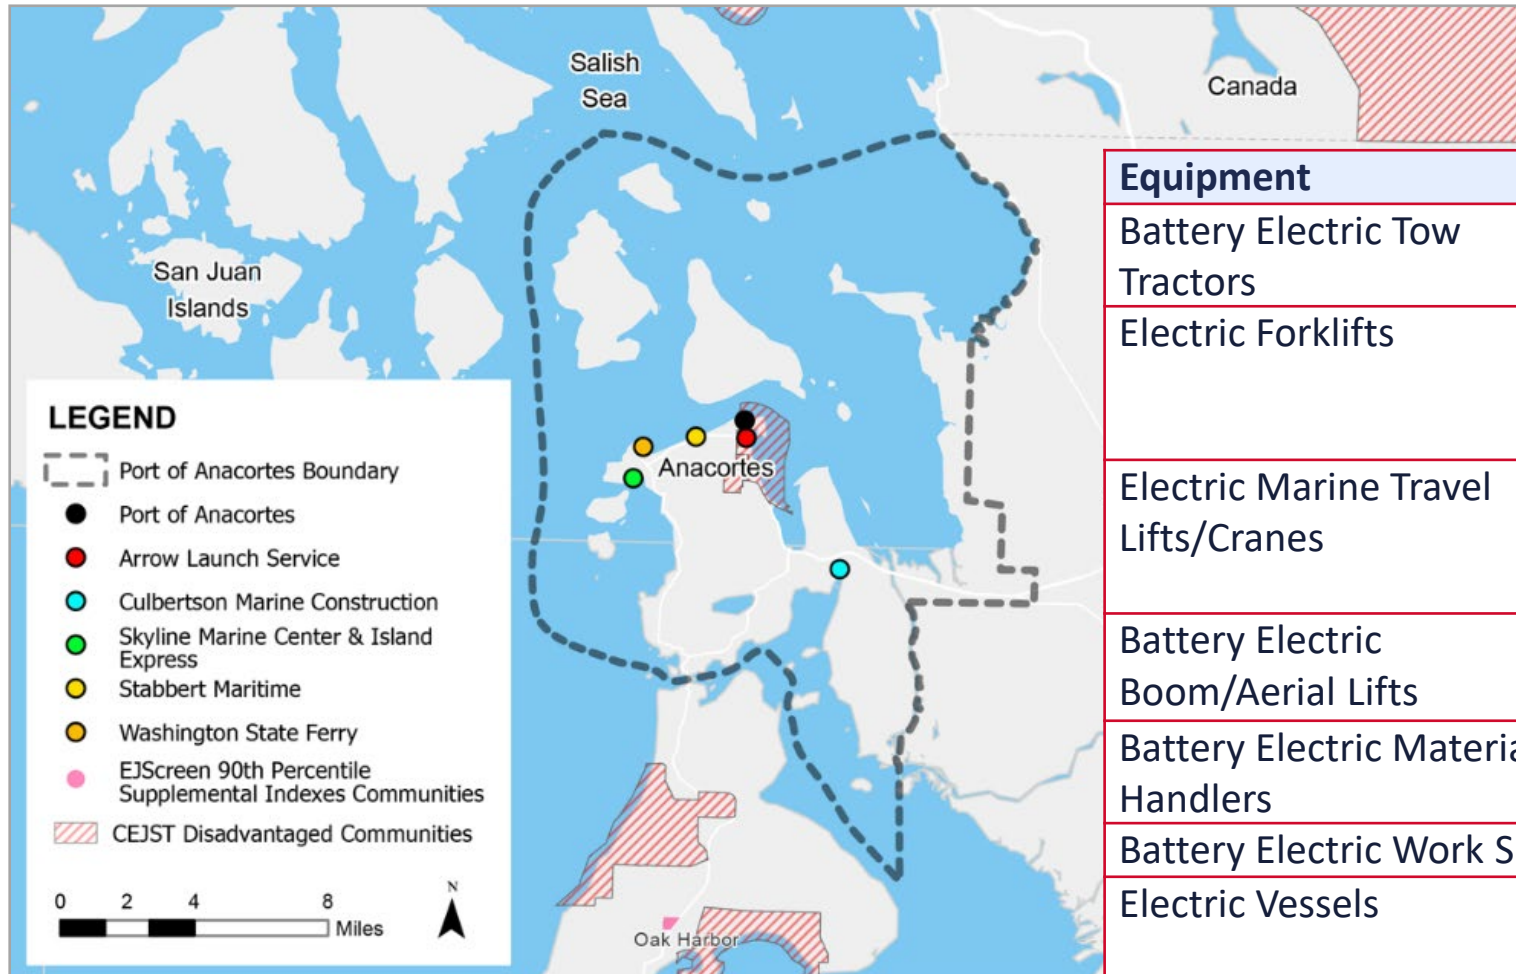 Salish
Sea
Canada
San Juan
Islands
Anacortes
Oak Harbor
LEGEND
Port of Anacortes Boundary
Port of Anacortes
Arrow Launch Service
Culbertson Marine Construction
Skyline Marine Center & Island
Express
Stabbert Maritime
Washington State Ferry
EJScreen 90th Percentile
Supplemental Indexes Communities
CEJST Disadvantaged Communities
0 2 4 8
Miles
N
Equipment
Battery Electric Tow
Tractors
Electric Forklifts
Electric Marine Travel
Lifts/Cranes
Battery Electric
Boom/Aerial Lifts
Battery Electric Materia
Handlers
Battery Electric Work S
Electric Vessels